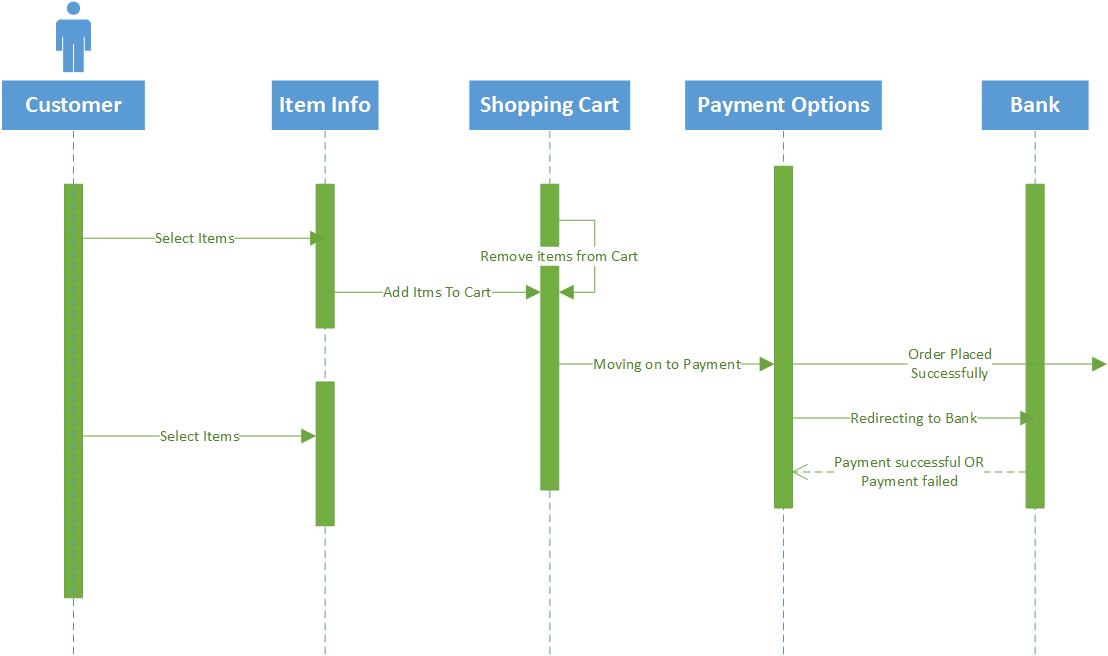 Customer
Item Info
Shopping Cart
Payment Options
Bank
Select Items
Remove items from Cart
Add Itms To Cart
Moving on to Payment
Order Placed
Successfully
Redirecting to Bank
Select Items
Payment successful OR
Payment failed